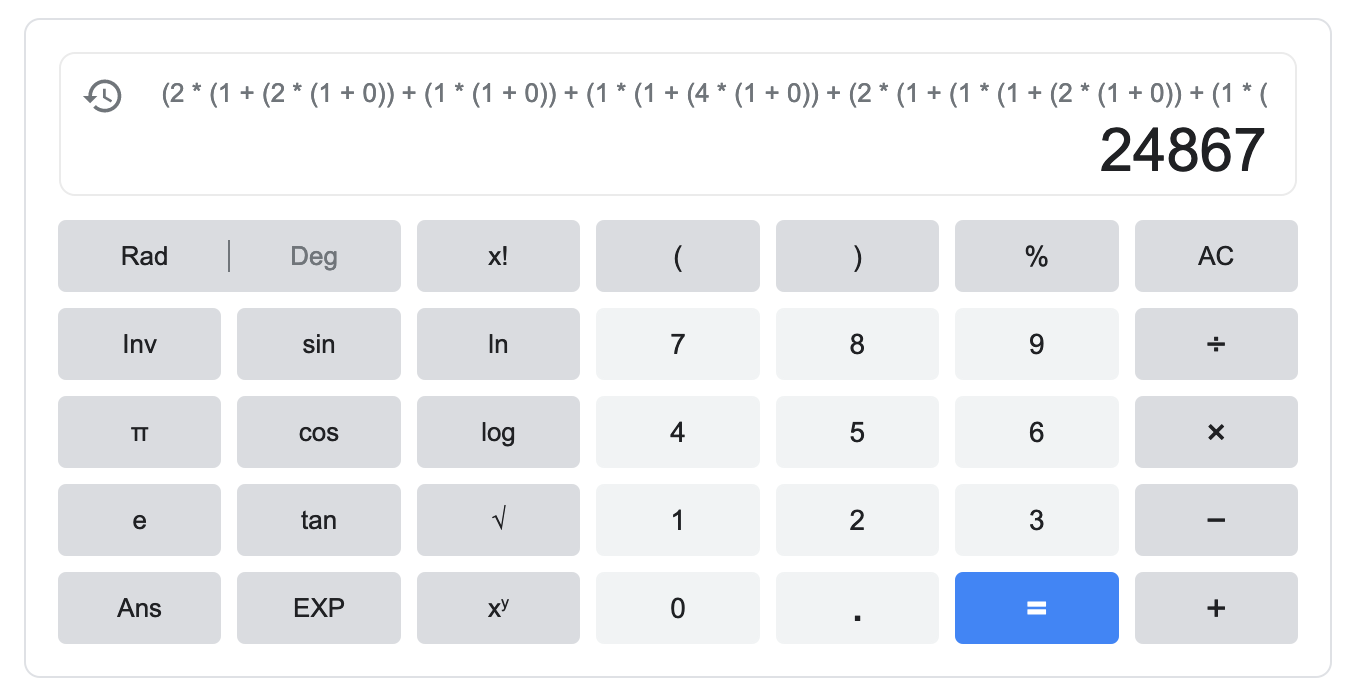 (2 * (1 + (2 * (1 + 0)) + (1 * (1 + 0)) + (1 * (1 + (4 * (1 + 0)) + (2 * (1 + (1 * (1 + (2 * (1 + 0)) + (1 * (
24867
Rad | Deg x! ( ) % AC
Inv sin ln 7 8 9 ÷
π cos log 4 5 6 ×
e tan √ 1 2 3 −
Ans EXP xʸ 0 . = +